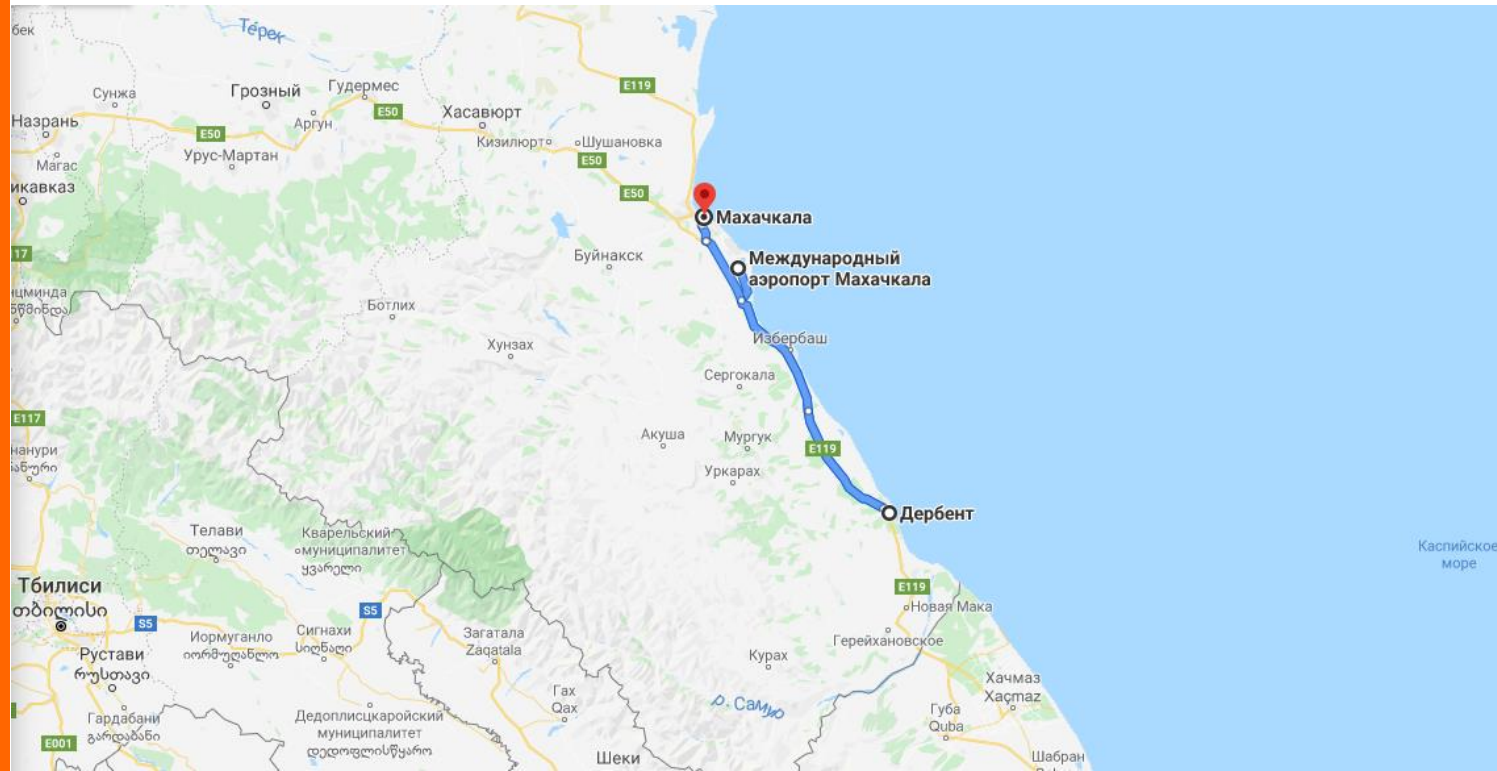 бек
Терек
Сунжа
Грозный
Гудермес
E119
Назрань
E50
Аргун
E50
Хасавюрт
Кизилюрт
Шушановка
E50
Урус-Мартан
Магас
икавказ
E50
Махачкала
17
Буйнакск
Международный
аэропорт Махачкала
Ботлих
Избербаш
Хунзах
Сергокала
E117
Акуша
Мургук
E119
Уркарах
Дербент
Телави
თელავი
Кварельский
муниципалитет
ყვარელი
Каспийское
море
Тбилиси
თბილისი
E119
Новая Мака
S5
S5
Иормуганло
იორმუღანლო
Сигнахи
სიღნაღი
Загатала
Zaqatala
Герейхановское
Рустави
რუსთავი
Курах
Хачмаз
Xaçmaz
Гах
Qax
р. Самур
Губа
Quba
Гардабани
გარდაბანი
Дедоплисцкаройский
муниципалитет
დედოფლისწყარო
E001
Шеки
Шабран